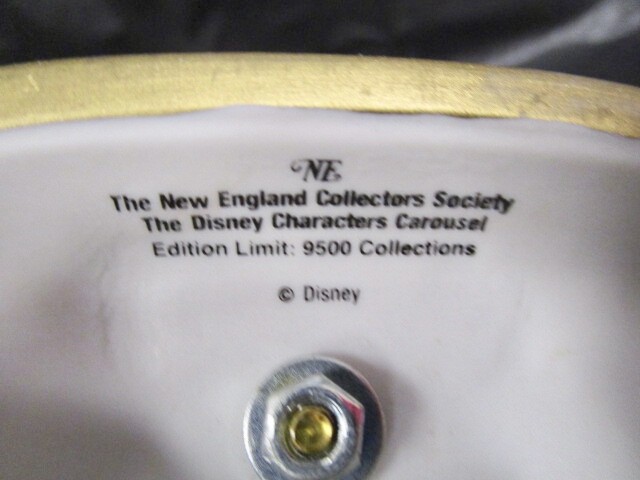 NE
The New England Collectors Society
The Disney Characters Carousel
Edition Limit: 9500 Collections
© Disney